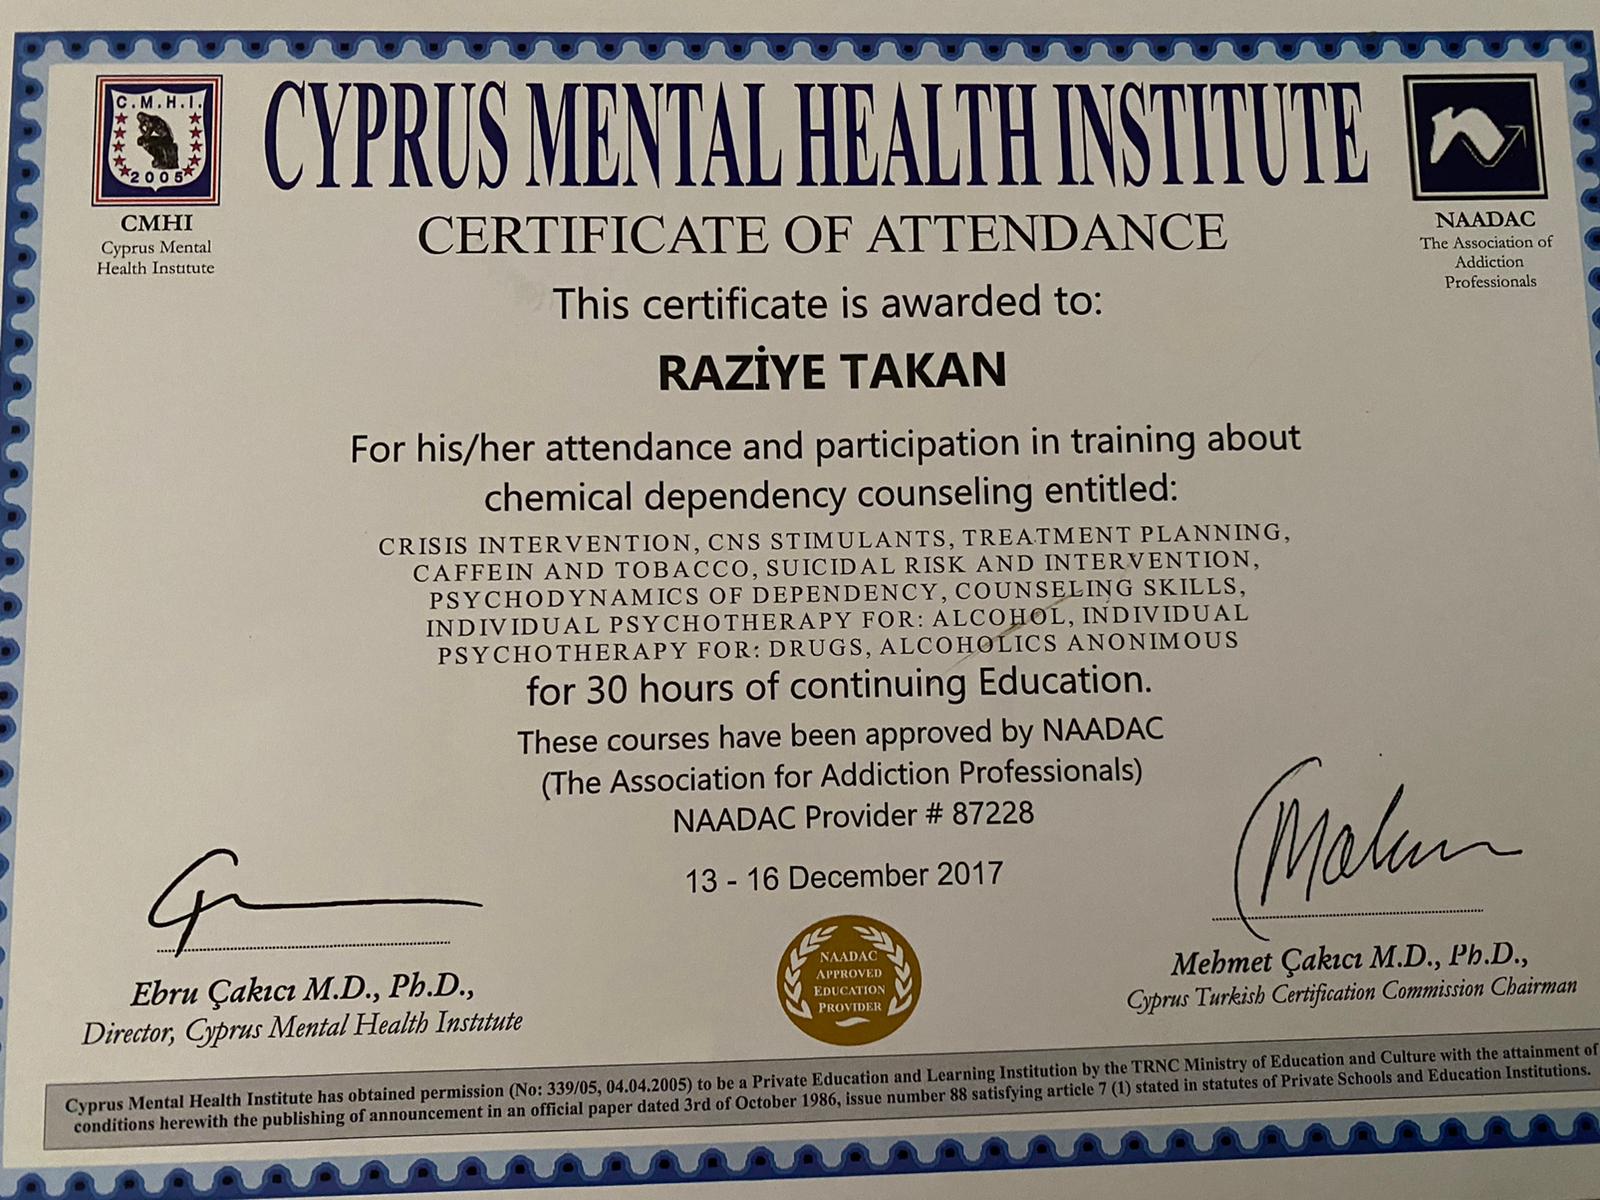 C.M.H.I.
2005
CMHI
Cyprus Mental
Health Institute
CYPRUS MENTAL HEALTH INSTITUTE
NAADAC
The Association of
Addiction
Professionals
CERTIFICATE OF ATTENDANCE
This certificate is awarded to:
RAZİYE TAKAN
For his/her attendance and participation in training about
chemical dependency counseling entitled:
CRISIS INTERVENTION, CNS STIMULANTS, TREATMENT PLANNING,
CAFFEIN AND TOBACCO, SUICIDAL RISK AND INTERVENTION,
PSYCHODYNAMICS OF DEPENDENCY, COUNSELING SKILLS,
INDIVIDUAL PSYCHOTHERAPY FOR: ALCOHOL, INDIVIDUAL
PSYCHOTHERAPY FOR: DRUGS, ALCOHOLICS ANONIMOUS
for 30 hours of continuing Education.
These courses have been approved by NAADAC
(The Association for Addiction Professionals)
NAADAC Provider # 87228
13 - 16 December 2017
Ebru Çakıcı M.D., Ph.D.,
Director, Cyprus Mental Health Institute
NAADAC
APPROVED
EDUCATION
PROVIDER
Mehmet Çakıcı M.D., Ph.D.,
Cyprus Turkish Certification Commission Chairman
Cyprus Mental Health Institute has obtained permission (No: 339/05, 04.04.2005) to be a Private Education and Learning Institution by the TRNC Ministry of Education and Culture with the attainment of
conditions herewith the publishing of announcement in an official paper dated 3rd of October 1986, issue number 88 satisfying article 7 (1) stated in statutes of Private Schools and Education Institutions.